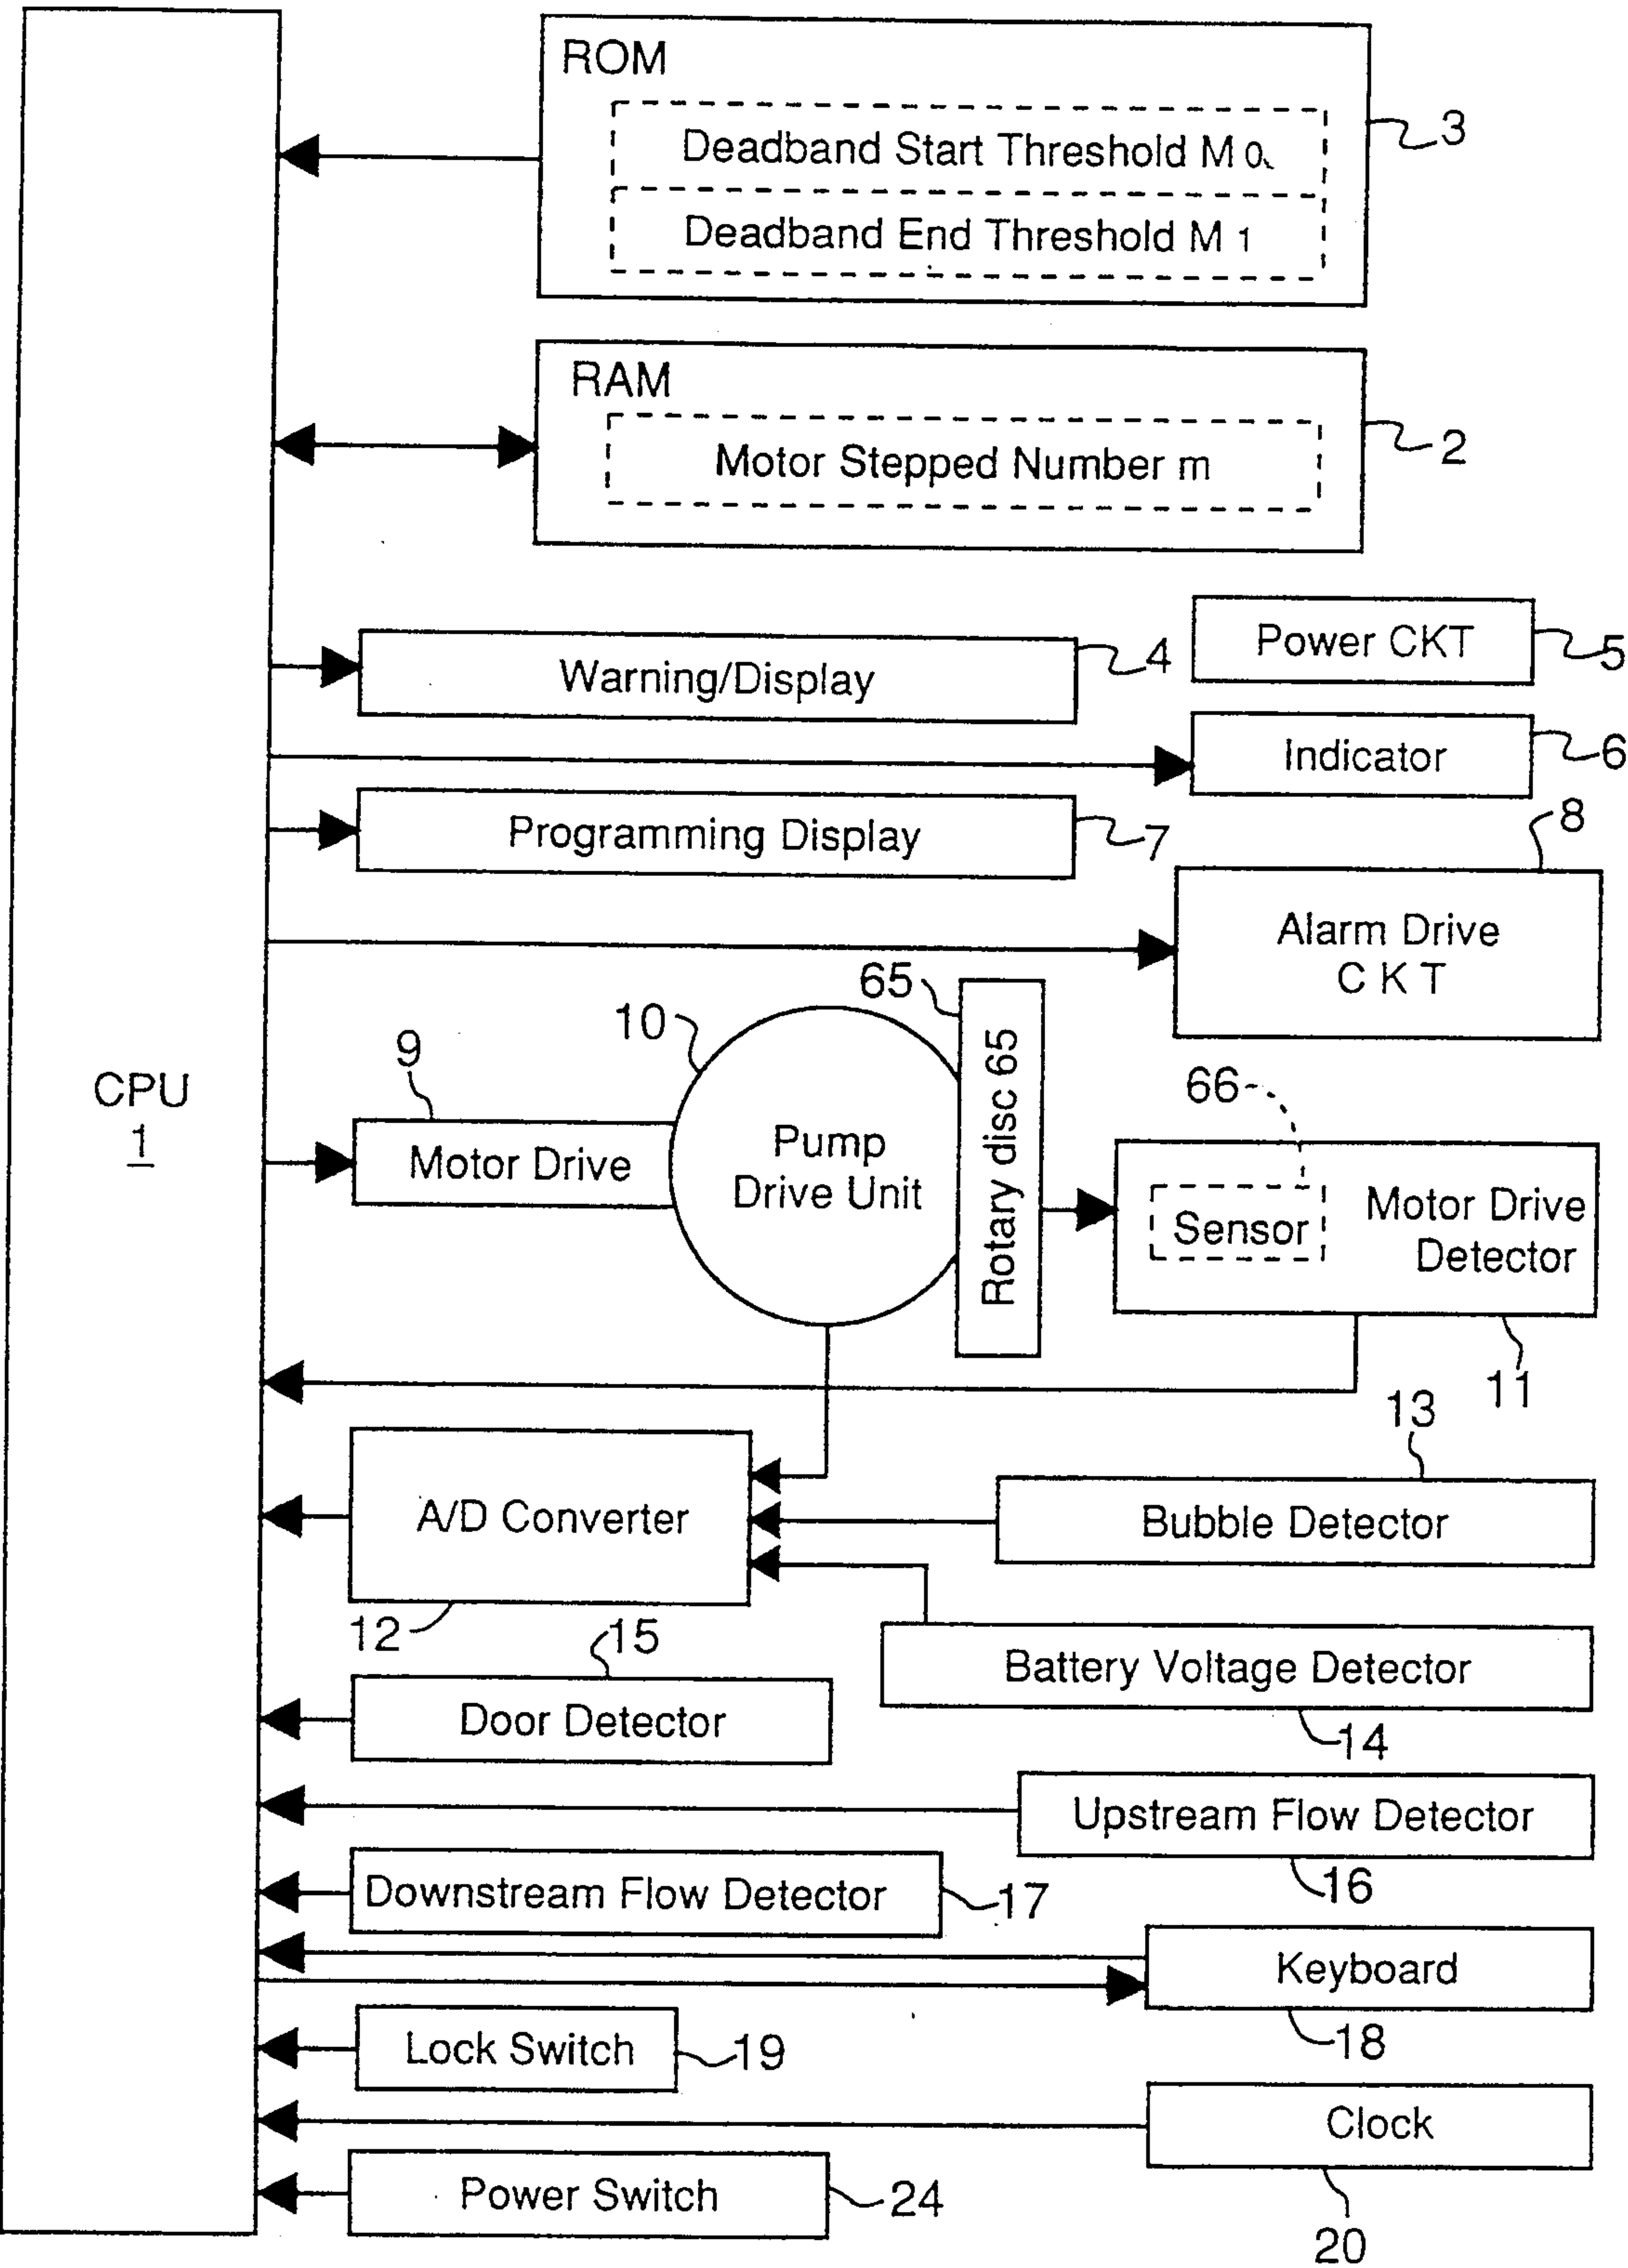 ROM
Deadband Start Threshold M 0
3
Deadband End Threshold M 1
RAM
Motor Stepped Number m
2
Power CKT
5
Warning/Display
4
Indicator
6
Programming Display
7
8
Alarm Drive
C K T
65
10
9
CPU
1
Motor Drive
Pump
Drive Unit
Rotary disc 65
66
Sensor
Motor Drive
Detector
11
13
A/D Converter
Bubble Detector
12
15
Battery Voltage Detector
14
Door Detector
Upstream Flow Detector
16
Downstream Flow Detector
17
Keyboard
18
Lock Switch
19
Clock
20
Power Switch
24